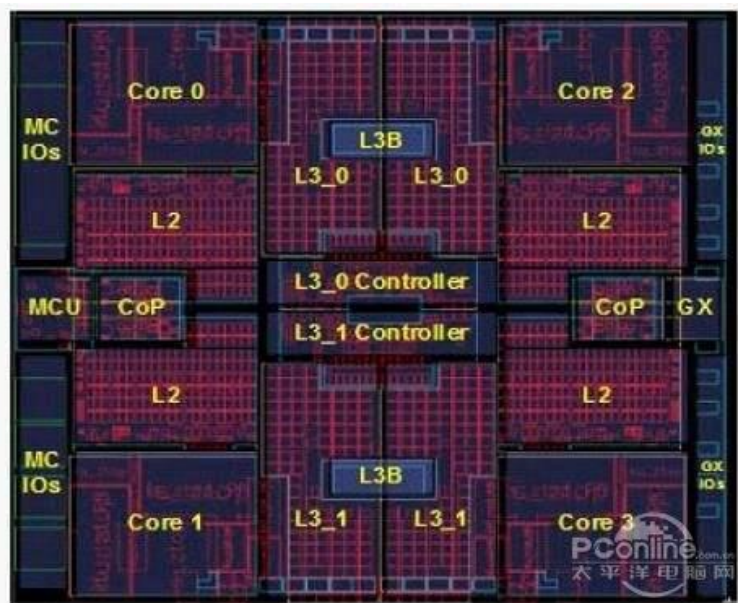 Core 0
Core 2
MC
IOs
GX
IOs
L3B
L3_0
L3_0
L2
L2
L3_0 Controller
MCU
CoP
CoP
GX
L3_1 Controller
L2
L2
MC
IOs
L3B
GX
IOs
Core 1
L3_1
L3_1
Core 3
PConline.com.cn
太平洋电脑网